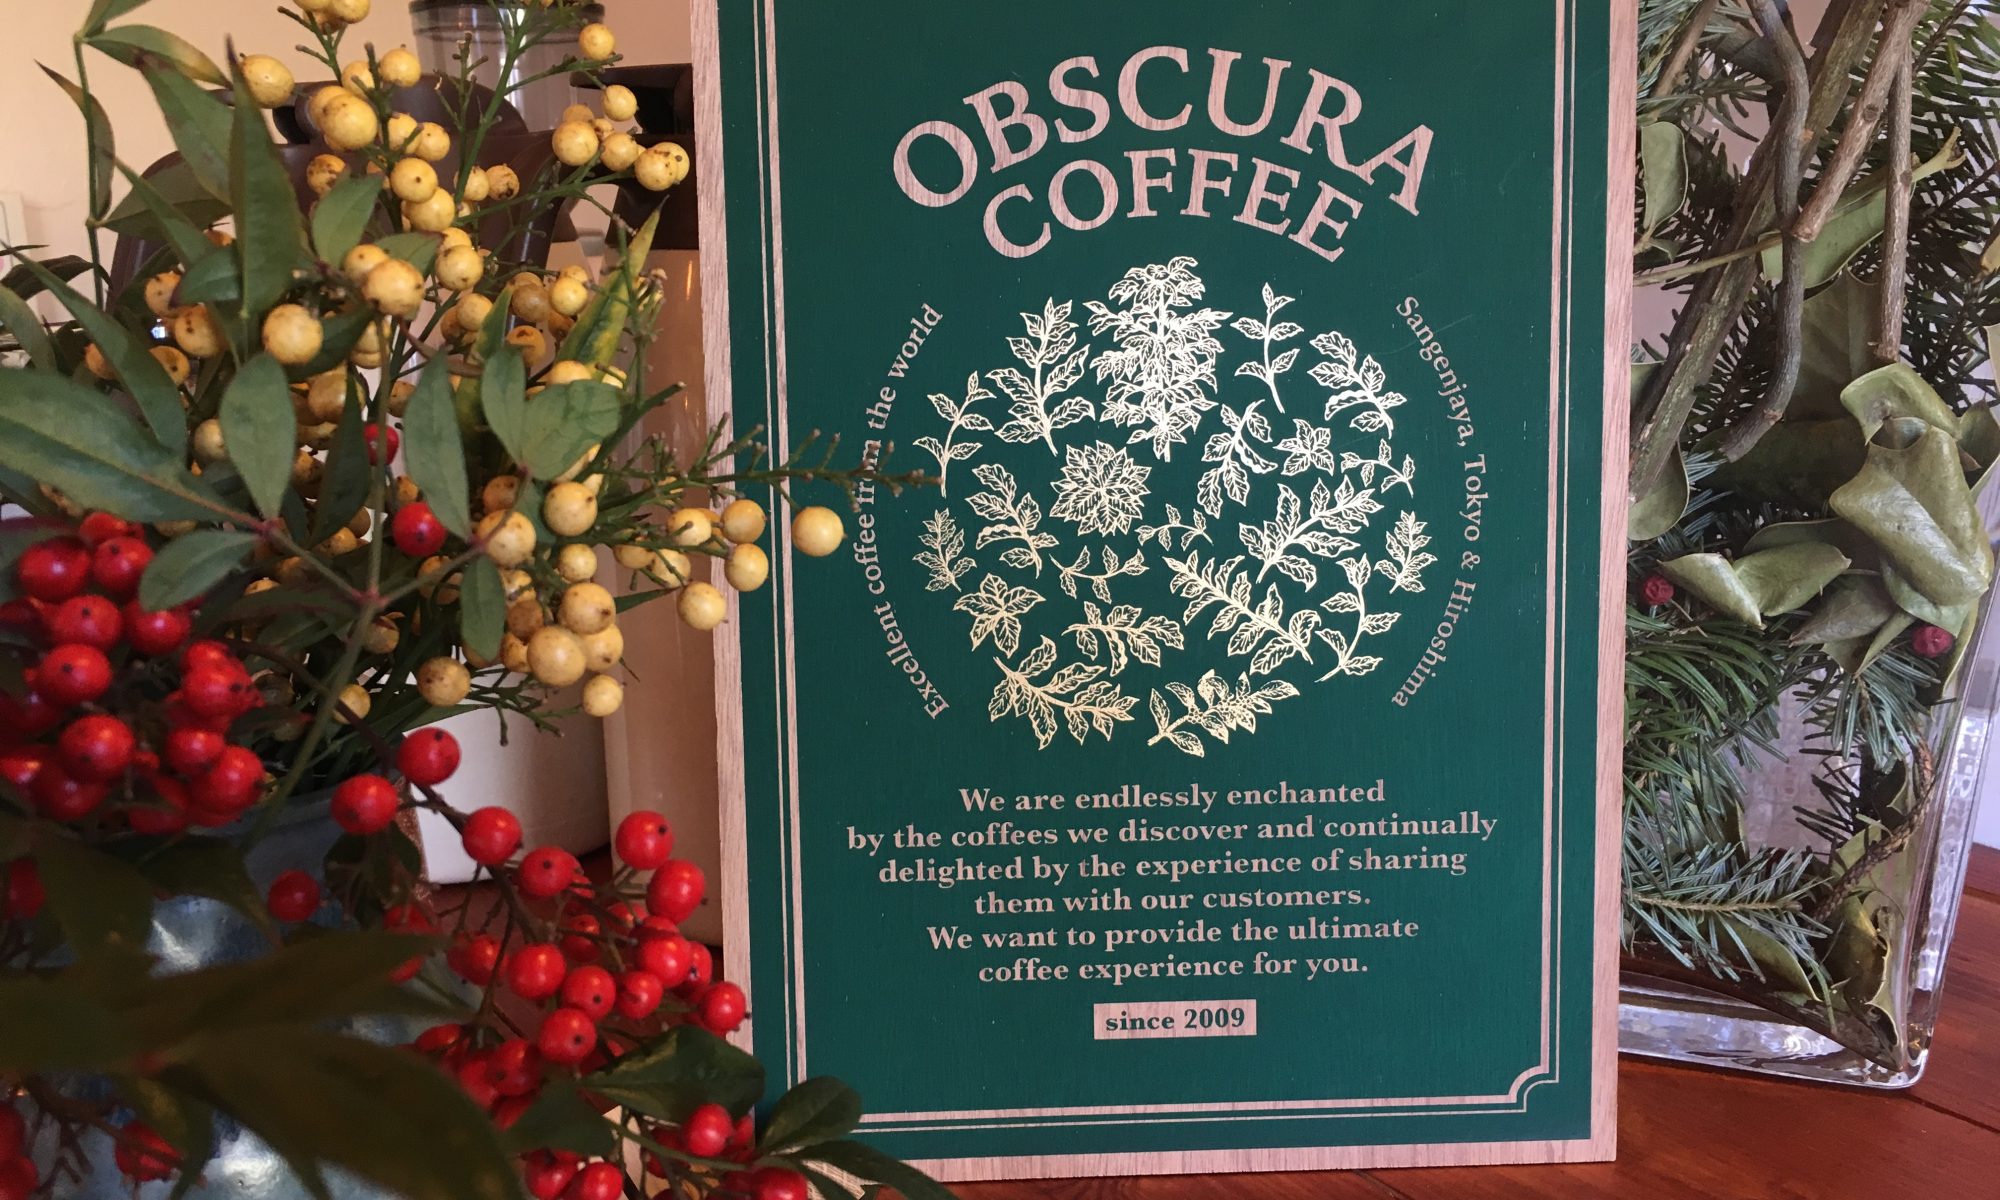 OBSCURA
COFFEE
Excellent coffee from the world
Sangenjaya, Tokyo & Hiroshima
We are endlessly enchanted
by the coffees we discover and continually
delighted by the experience of sharing
them with our customers.
We want to provide the ultimate
coffee experience for you.
since 2009